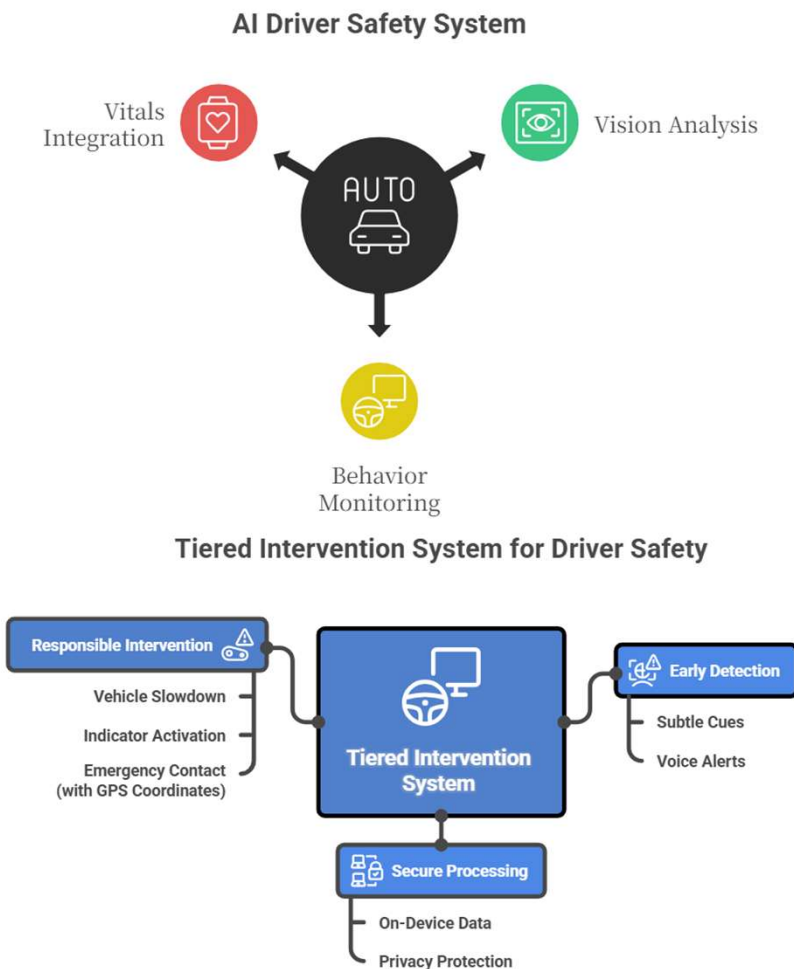 AI Driver Safety System
Vitals
Integration
AUTO
Vision Analysis
Behavior
Monitoring
Tiered Intervention System for Driver Safety
Responsible Intervention
Vehicle Slowdown
Indicator Activation
Emergency Contact
(with GPS Coordinates)
Tiered Intervention
System
Early Detection
Subtle Cues
Voice Alerts
Secure Processing
On-Device Data
Privacy Protection